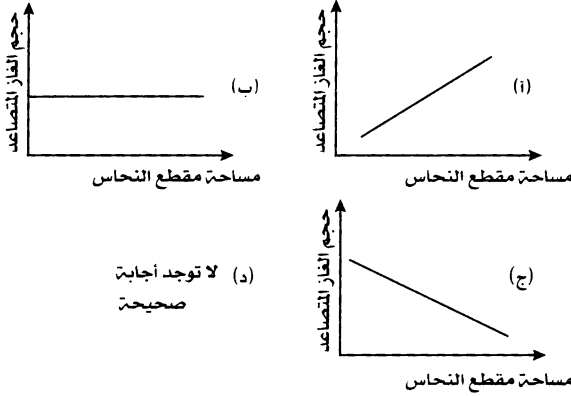 (أ)
حجم الغاز المتصاعد
مساحة مقطع النحاس
(ب)
حجم الغاز المتصاعد
مساحة مقطع النحاس
(ج)
حجم الغاز المتصاعد
مساحة مقطع النحاس
(د) لا توجد أجابة
صحيحة